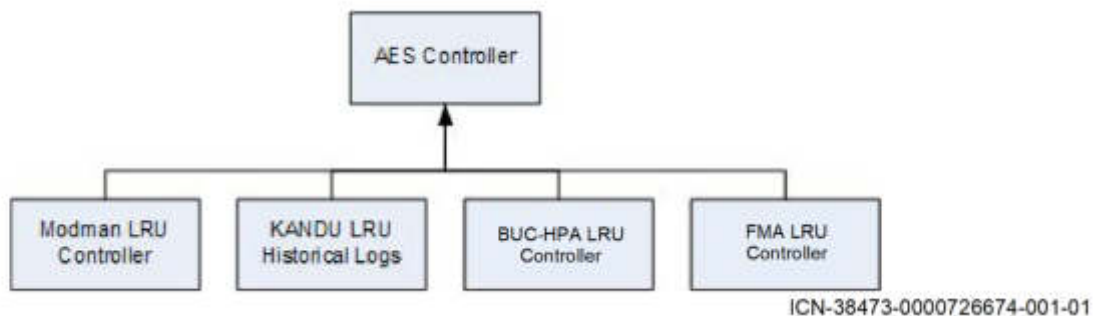 AES Controller
Modman LRU
Controller
KANDU LRU
Historical Logs
BUC-HPA LRU
Controller
FMA LRU
Controller
ICN-38473-0000726674-001-01